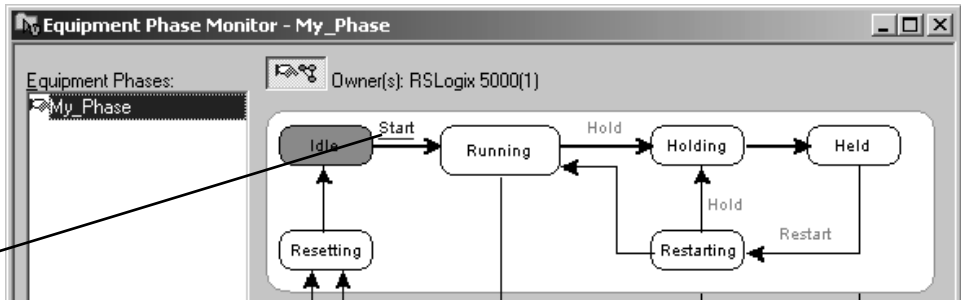 Equipment Phase Monitor - My_Phase
Equipment Phases:
My_Phase
Owner(s): RSLogix 5000(1)
Idle
Start
Running
Hold
Holding
Held
Hold
Resetting
Restarting
Restart